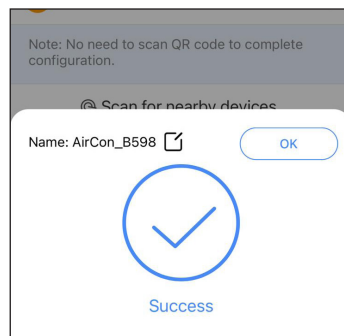 Note: No need to scan QR code to complete
configuration.
Scan for nearby devices
Name: AirCon_B598
OK
Success